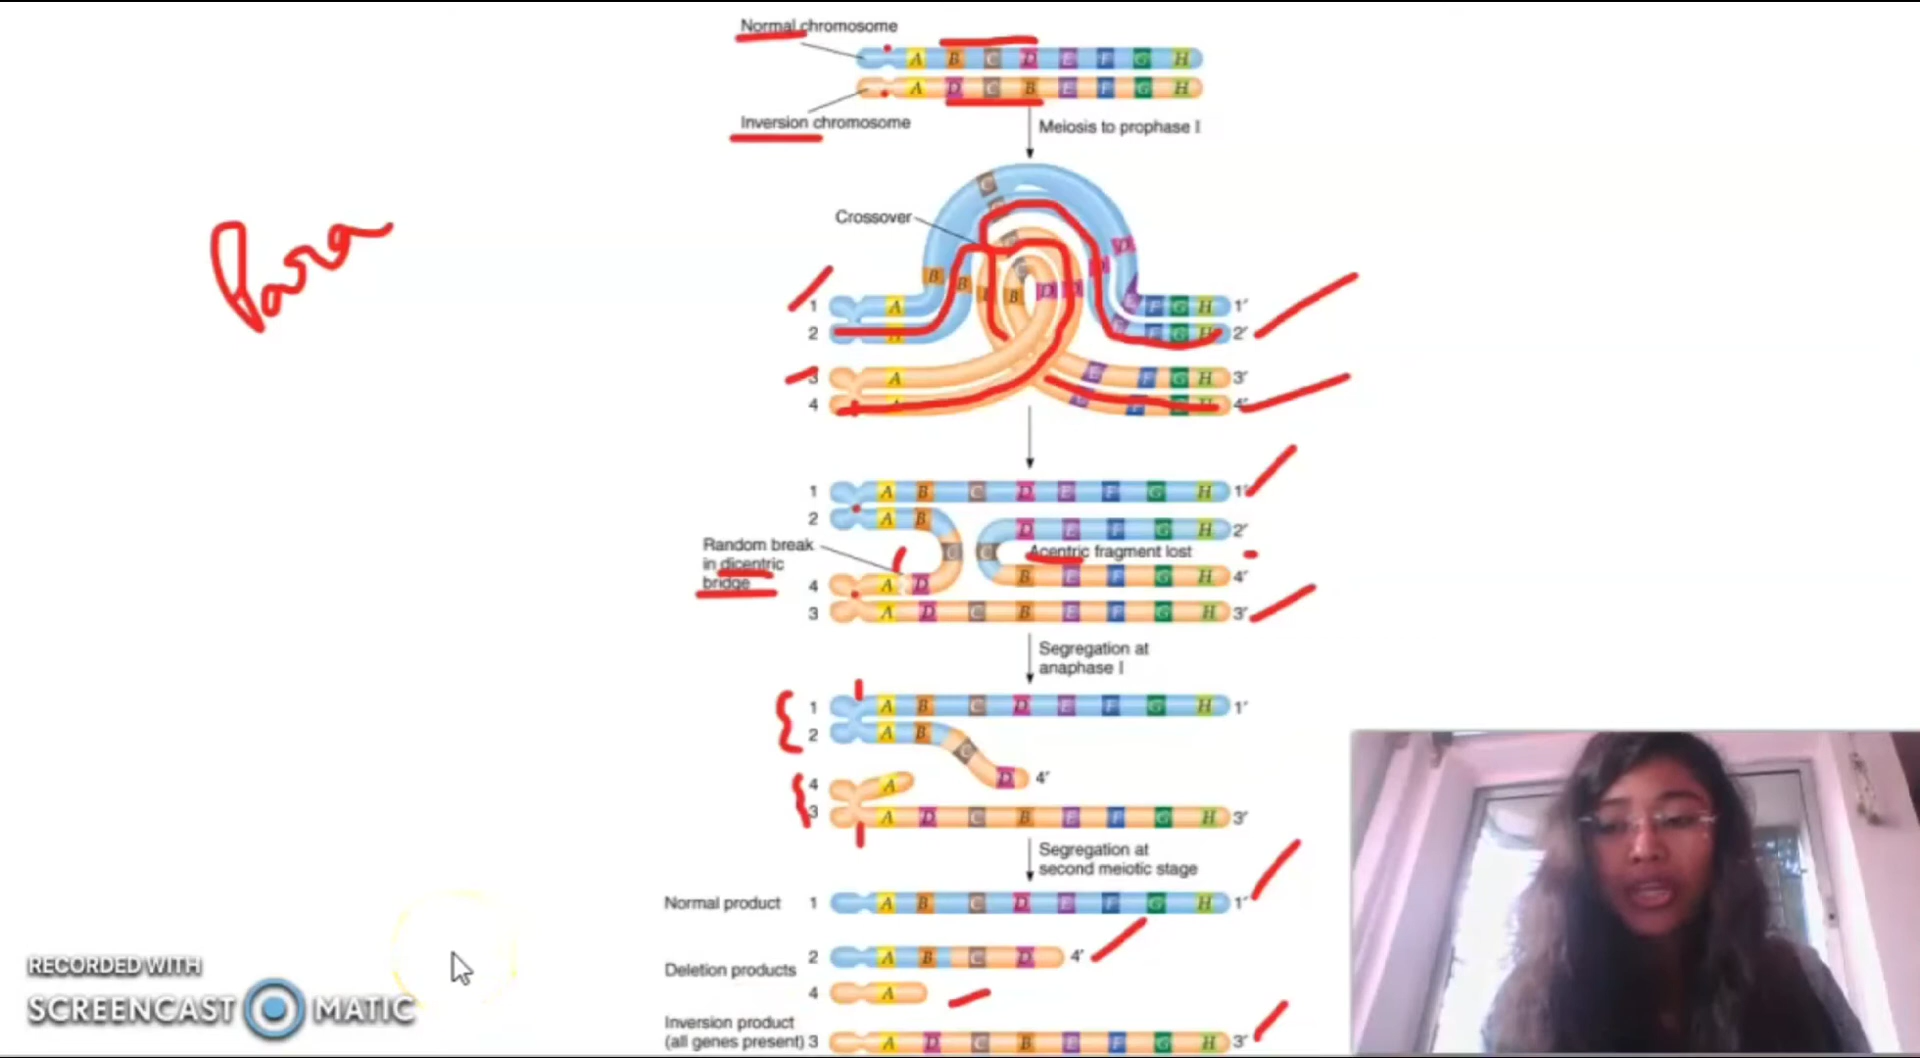 Normal chromosome
A B C D E F G H
A D C B E F G H
Inversion chromosome
Meiosis to prophase I
Crossover
Para
C
C
C
C
D
D
B
B
B
B
D
D
1 A E F G H 1′
2 A E F G H 2′
3 A E F G H 3′
4 A E F G H 4′
1 A B C D E F G H 1′
2 A B D E F G H 2′
Random break
in dicentric
bridge
C C Acentric fragment lost
4 A D B E F G H 4′
3 A D C B E F G H 3′
Segregation at
anaphase I
1 A B C D E F G H 1′
2 A B C D 4′
4 A
3 A D C B E F G H 3′
Segregation at
second meiotic stage
Normal product 1 A B C D E F G H 1′
Deletion products
2 A B C D 4′
4 A
Inversion product
(all genes present) 3 A D C B E F G H 3′
RECORDED WITH
SCREENCAST MATIC